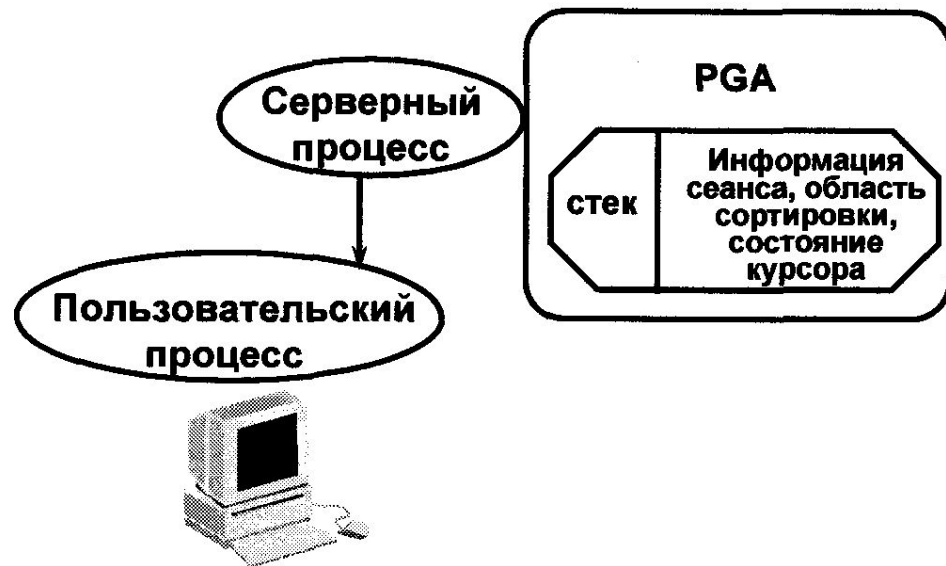 Серверный
процесс
PGA
стек
Информация
сеанса, область
сортировки,
состояние
курсора
Пользовательский
процесс